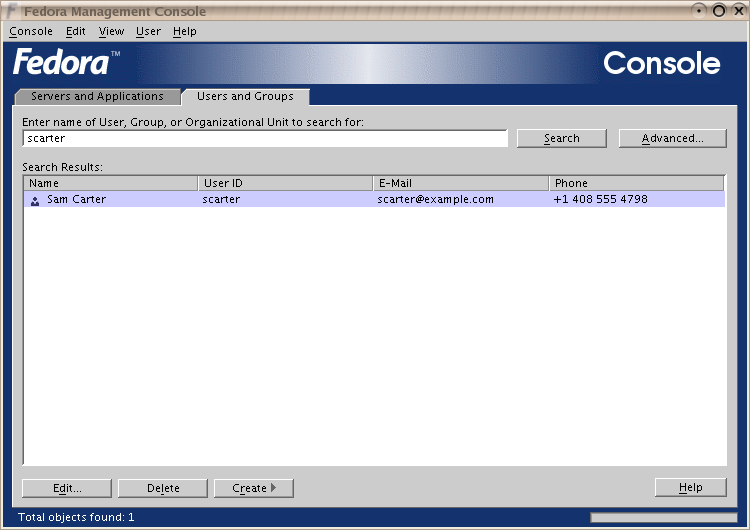 Fedora Management Console
Console Edit View User Help
Fedora™ Console
Servers and Applications Users and Groups
Enter name of User, Group, or Organizational Unit to search for:
scarter Search Advanced...
Search Results:
Name User ID E-Mail Phone
Sam Carter scarter scarter@example.com +1 408 555 4798
Edit... Delete Create Help
Total objects found: 1